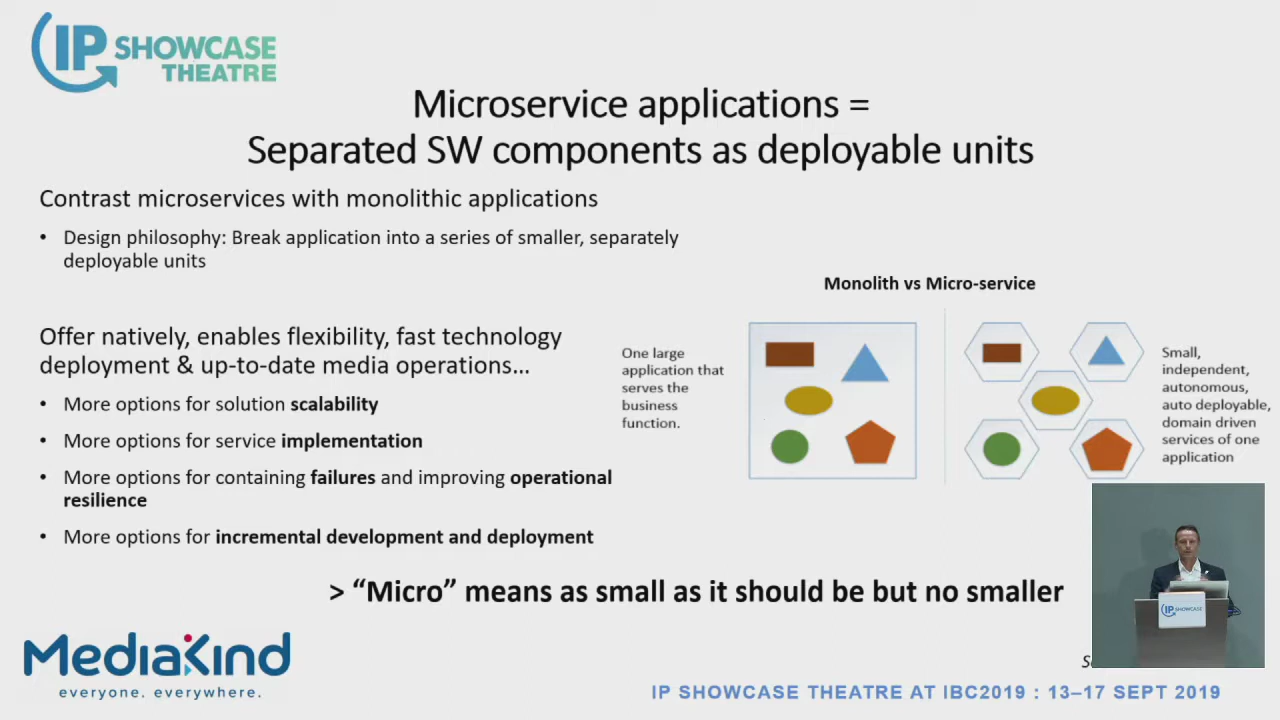 IP SHOWCASE
THEATRE
Microservice applications =
Separated SW components as deployable units
Contrast microservices with monolithic applications
• Design philosophy: Break application into a series of smaller, separately
deployable units
Offer natively, enables flexibility, fast technology
deployment & up-to-date media operations…
• More options for solution scalability
• More options for service implementation
• More options for containing failures and improving operational
resilience
• More options for incremental development and deployment
Monolith vs Micro-service
One large
application that
serves the
business
function.
Small,
independent,
autonomous,
auto deployable,
domain driven
services of one
application
> “Micro” means as small as it should be but no smaller
IP SHOWCASE
MediaKind
everyone. everywhere.
IP SHOWCASE THEATRE AT IBC2019 : 13–17 SEPT 2019